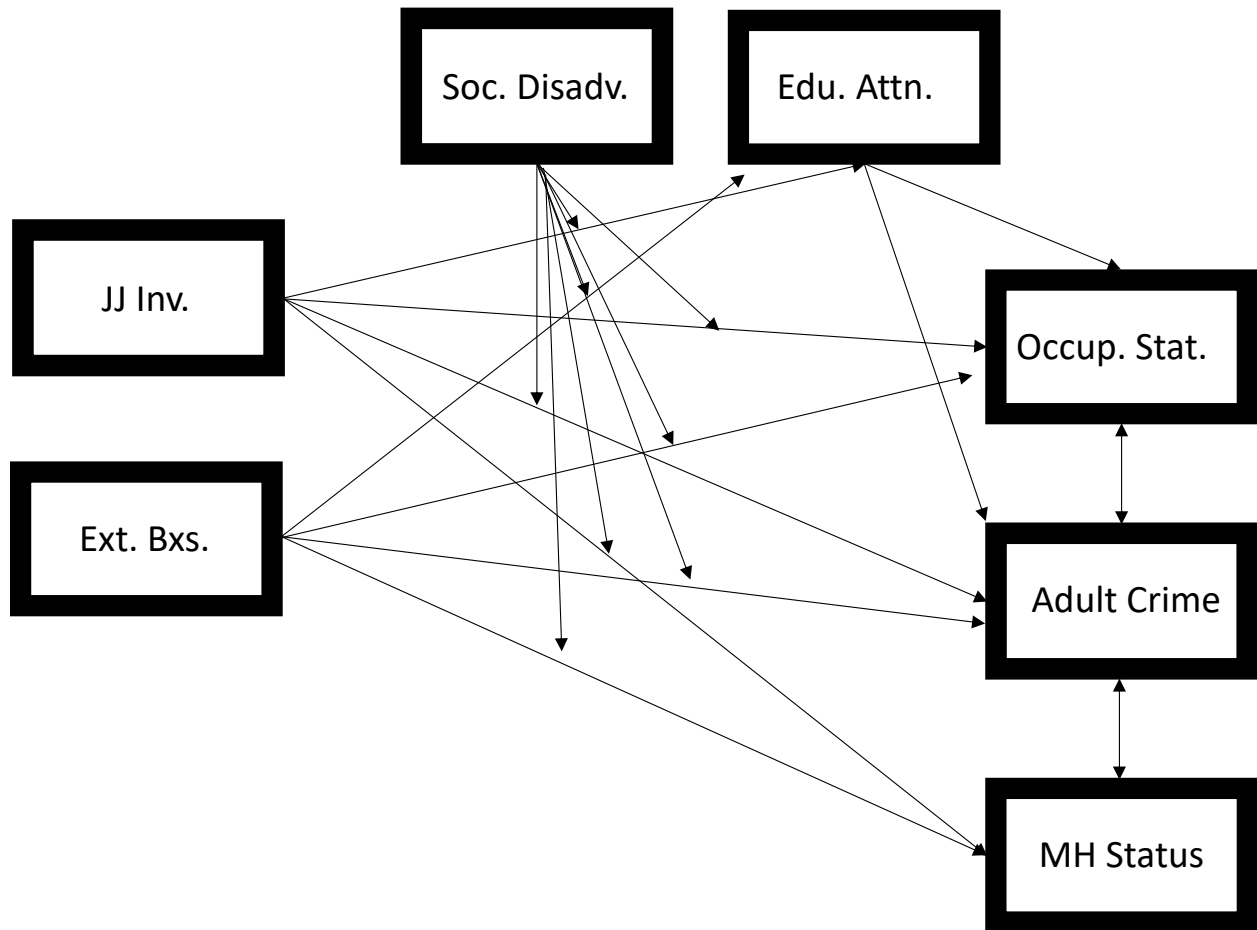 Soc. Disadv.
Edu. Attn.
JJ Inv.
Occup. Stat.
Ext. Bxs.
Adult Crime
MH Status